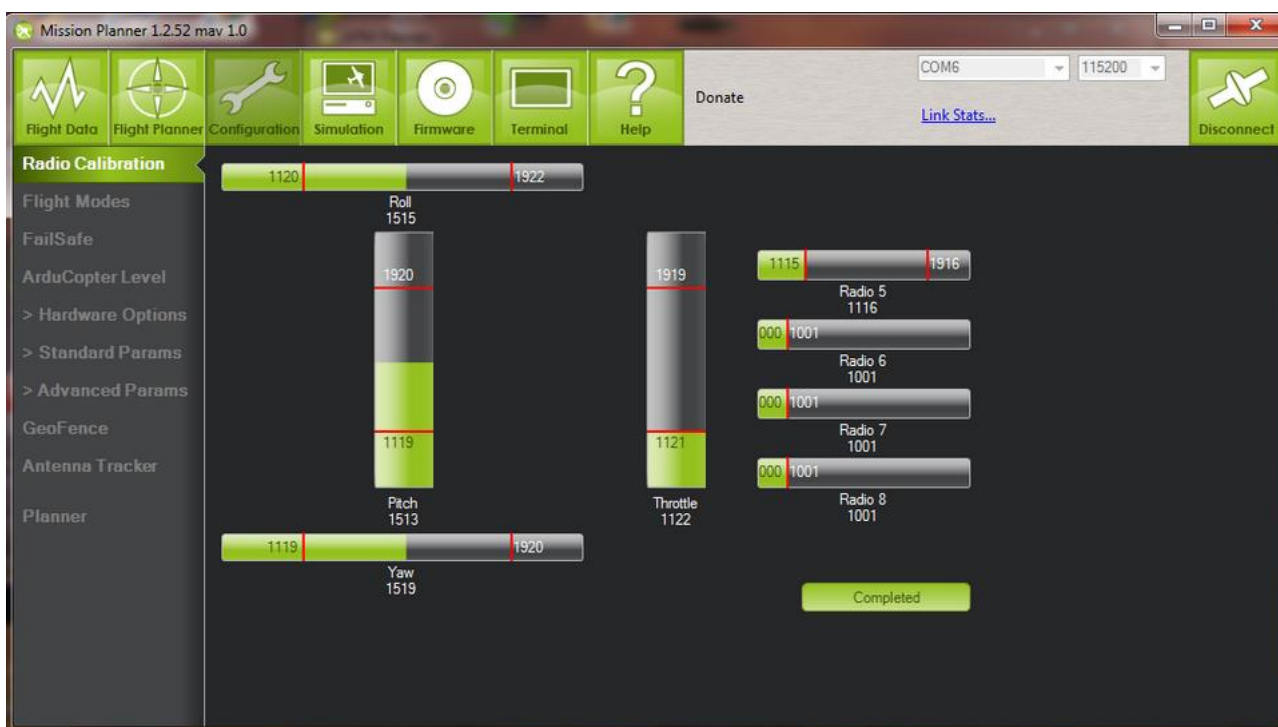 Mission Planner 1.2.52 mav 1.0
Flight Data
Flight Planner
Configuration
Simulation
Firmware
Terminal
Help
Donate
COM6
115200
Link Stats...
Disconnect
Radio Calibration
Flight Modes
FailSafe
ArduCopter Level
> Hardware Options
> Standard Params
> Advanced Params
GeoFence
Antenna Tracker
Planner
1120 1922
Roll
1515
1920
1119
Pitch
1513
1919
1121
Throttle
1122
1119 1920
Yaw
1519
1115 1916
Radio 5
1116
000 1001
Radio 6
1001
000 1001
Radio 7
1001
000 1001
Radio 8
1001
Completed